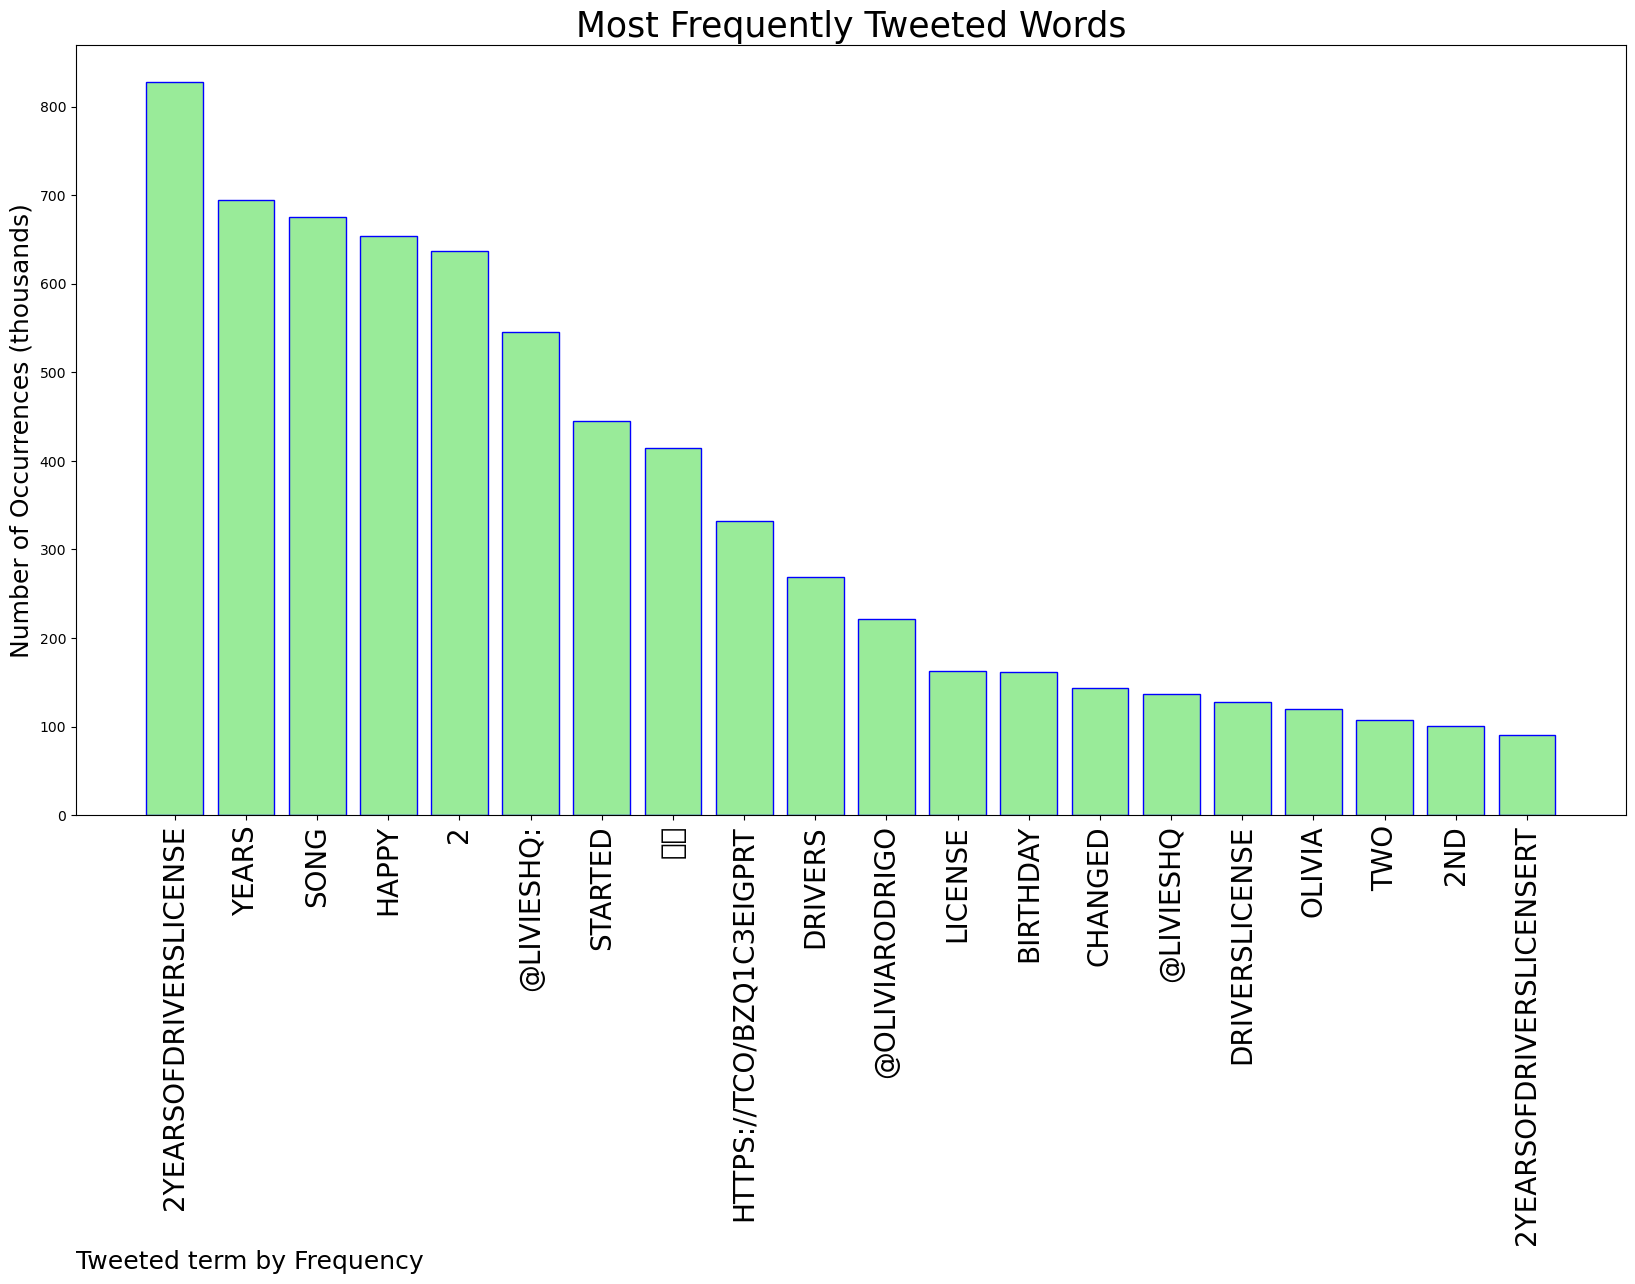 Most Frequently Tweeted Words
Number of Occurrences (thousands)
800
700
600
500
400
300
200
100
0
2YEARSOFDRIVERSLICENSE
YEARS
SONG
HAPPY
2
@LIVIESHQ:
STARTED
HTTPS://TCO/BZQ1C3EIGPRT
DRIVERS
@OLIVIARODRIGO
LICENSE
BIRTHDAY
CHANGED
@LIVIESHQ
DRIVERSLICENSE
OLIVIA
TWO
2ND
2YEARSOFDRIVERSLICENSERT
Tweeted term by Frequency